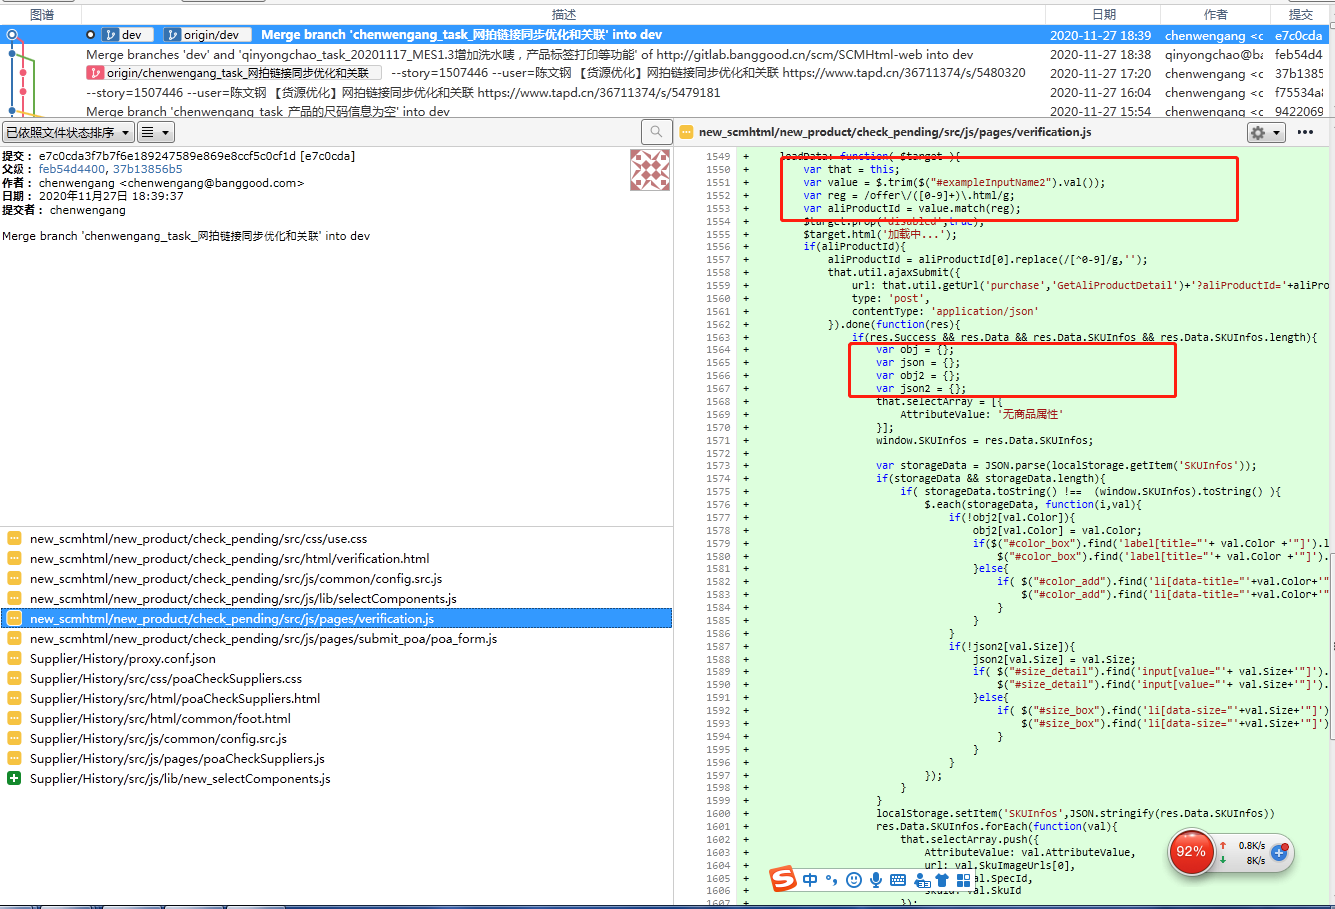 图谱 描述 日期 作者 提交
dev origin/dev Merge branch 'chenwengang_task_网拍链接同步优化和关联' into dev 2020-11-27 18:39 chenwengang <c e7c0cda
Merge branches 'dev' and 'qinyongchao_task_20201117_MES1.3增加洗水唛，产品标签打印等功能' of http://gitlab.banggood.cn/scm/SCMHtml-web into dev 2020-11-27 18:38 qinyongchao@ba feb54d4
origin/chenwengang_task_网拍链接同步优化和关联 --story=1507446 --user=陈文钢 【货源优化】网拍链接同步优化和关联 https://www.tapd.cn/36711374/s/5480320 2020-11-27 17:20 chenwengang <c 37b1385
--story=1507446 --user=陈文钢 【货源优化】网拍链接同步优化和关联 https://www.tapd.cn/36711374/s/5479181 2020-11-27 16:04 chenwengang <c f75534a
Merge branch 'chenwengang_task_产品的尺码信息为空' into dev 2020-11-27 15:54 chenwengang <c 9422069
已依照文件状态排序
提交： e7c0cda3f7b7f6e189247589e869e8ccf5c0cf1d [e7c0cda]
父级： feb54d4400, 37b13856b5
作者： chenwengang <chenwengang@banggood.com>
日期： 2020年11月27日 18:39:37
提交者： chenwengang
Merge branch 'chenwengang_task_网拍链接同步优化和关联' into dev
new_scmhtml/new_product/check_pending/src/css/use.css
new_scmhtml/new_product/check_pending/src/html/verification.html
new_scmhtml/new_product/check_pending/src/js/common/config.src.js
new_scmhtml/new_product/check_pending/src/js/lib/selectComponents.js
new_scmhtml/new_product/check_pending/src/js/pages/verification.js
new_scmhtml/new_product/check_pending/src/js/pages/submit_poa/poa_form.js
Supplier/History/proxy.conf.json
Supplier/History/src/css/poaCheckSuppliers.css
Supplier/History/src/html/poaCheckSuppliers.html
Supplier/History/src/html/common/foot.html
Supplier/History/src/js/common/config.src.js
Supplier/History/src/js/pages/poaCheckSuppliers.js
Supplier/History/src/js/lib/new_selectComponents.js
new_scmhtml/new_product/check_pending/src/js/pages/verification.js
1549 + loadData: function( $target ){
1550 + var that = this;
1551 + var value = $.trim($("#exampleInputName2").val());
1552 + var reg = /offer\/([0-9]+)\.html/g;
1553 + var aliProductId = value.match(reg);
1554 + $target.prop('disabled',true);
1555 + $target.html('加载中...');
1556 + if(aliProductId){
1557 + aliProductId = aliProductId[0].replace(/[^0-9]/g,'');
1558 + that.util.ajaxSubmit({
1559 + url: that.util.getUrl('purchase','GetAliProductDetail')+'?aliProductId='+aliPro
1560 + type: 'post',
1561 + contentType: 'application/json'
1562 + }).done(function(res){
1563 + if(res.Success && res.Data && res.Data.SKUInfos && res.Data.SKUInfos.length){
1564 + var obj = {};
1565 + var json = {};
1566 + var obj2 = {};
1567 + var json2 = {};
1568 + that.selectArray = [{
1569 + AttributeValue: '无商品属性'
1570 + }];
1571 + window.SKUInfos = res.Data.SKUInfos;
1572 +
1573 + var storageData = JSON.parse(localStorage.getItem('SKUInfos'));
1574 + if(storageData && storageData.length){
1575 + if( storageData.toString() !== (window.SKUInfos).toString() ){
1576 + $.each(storageData, function(i,val){
1577 + if(!obj2[val.Color]){
1578 + obj2[val.Color] = val.Color;
1579 + if($("#color_box").find('label[title="'+ val.Color +'"]').l
1580 + $("#color_box").find('label[title="'+ val.Color +'"]').
1581 + }else{
1582 + if( $("#color_add").find('li[data-title="'+val.Color+'"
1583 + $("#color_add").find('li[data-title="'+val.Color+'"
1584 + }
1585 + }
1586 + }
1587 + if(!json2[val.Size]){
1588 + json2[val.Size] = val.Size;
1589 + if( $("#size_detail").find('input[value="'+ val.Size+'"]').
1590 + $("#size_detail").find('input[value="'+ val.Size+'"]').
1591 + }else{
1592 + if( $("#size_box").find('li[data-size="'+val.Size+'"]')
1593 + $("#size_box").find('li[data-size="'+val.Size+'"]')
1594 + }
1595 + }
1596 + }
1597 + });
1598 + }
1599 + }
1600 + localStorage.setItem('SKUInfos',JSON.stringify(res.Data.SKUInfos))
1601 + res.Data.SKUInfos.forEach(function(val){
1602 + that.selectArray.push({
1603 + AttributeValue: val.AttributeValue,
1604 + url: val.SkuImageUrls[0],
1605 + val.SpecId,
1606 + skuId: val.SkuId
1607 + });
92% 0.8K/s
8K/s
中